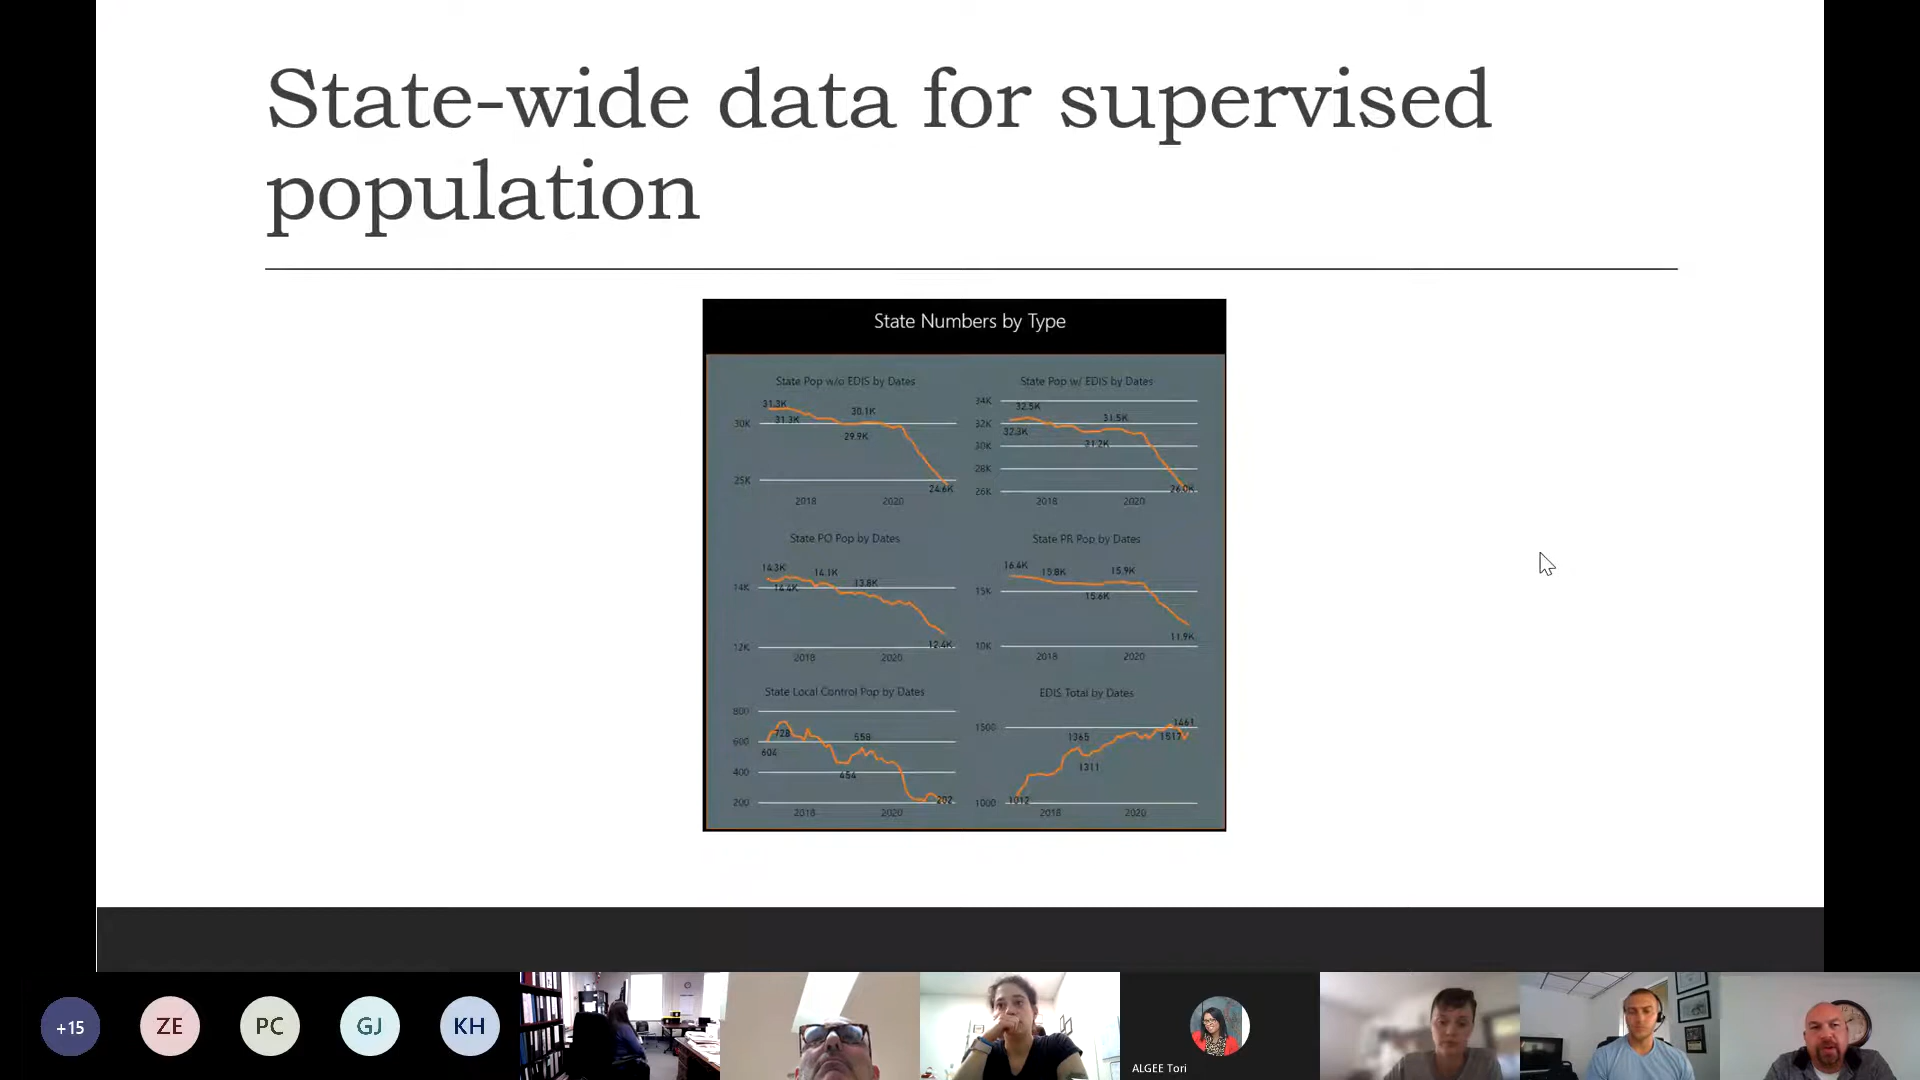 State-wide data for supervised
population
State Numbers by Type
State Pop w/o EDIS by Dates
31.3K
31.3K
30.1K
29.9K
24.6K
30K
25K
2018
2020
State Pop w/ EDIS by Dates
34K
32K
30K
28K
26K
32.5K
32.3K
31.5K
31.2K
26.0K
2018
2020
State PO Pop by Dates
14.3K
14.4K
14.1K
13.8K
12.4K
14K
12K
2018
2020
State PR Pop by Dates
16.4K
15.8K
15.9K
15.6K
11.9K
15K
10K
2018
2020
State Local Control Pop by Dates
800
600
400
200
728
604
558
454
202
2018
2020
EDIS Total by Dates
1500
1000
1461
1365
1517
1311
1012
2018
2020
+15
ZE
PC
GJ
KH
ALGEE Tori